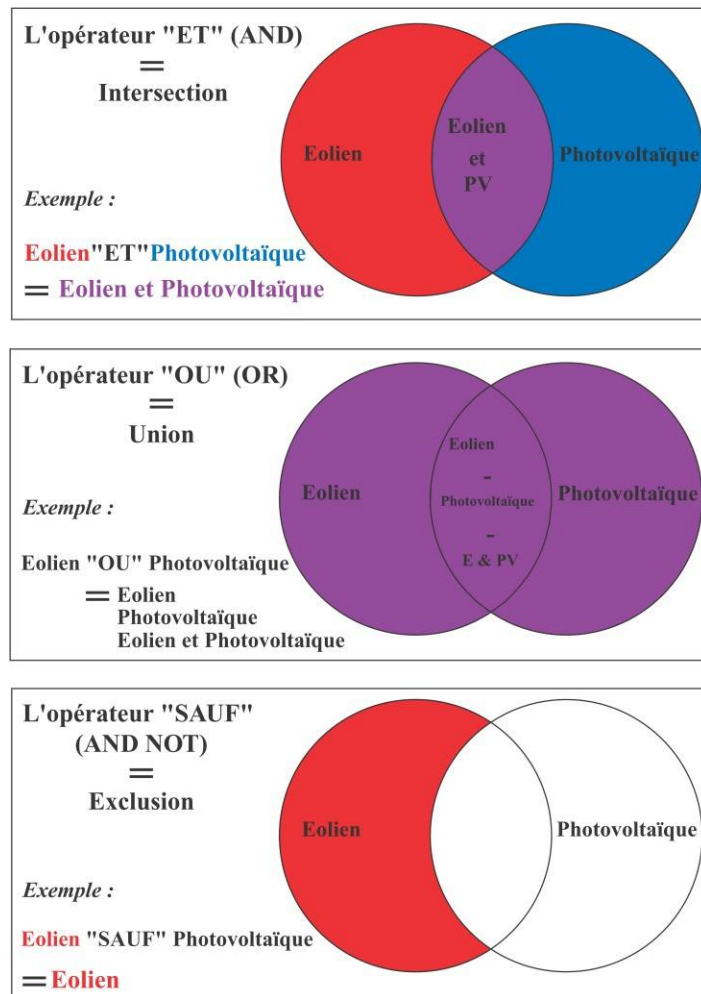 L'opérateur "ET" (AND)
=
Intersection
Exemple :
Eolien"ET"Photovoltaïque
= Eolien et Photovoltaïque
Eolien
Eolien
et
PV
Photovoltaïque
L'opérateur "OU" (OR)
=
Union
Exemple :
Eolien "OU" Photovoltaïque
= Eolien
Photovoltaïque
Eolien et Photovoltaïque
Eolien
Eolien
-
Photovoltaïque
-
E & PV
Photovoltaïque
L'opérateur "SAUF"
(AND NOT)
=
Exclusion
Exemple :
Eolien "SAUF" Photovoltaïque
= Eolien
Eolien
Photovoltaïque